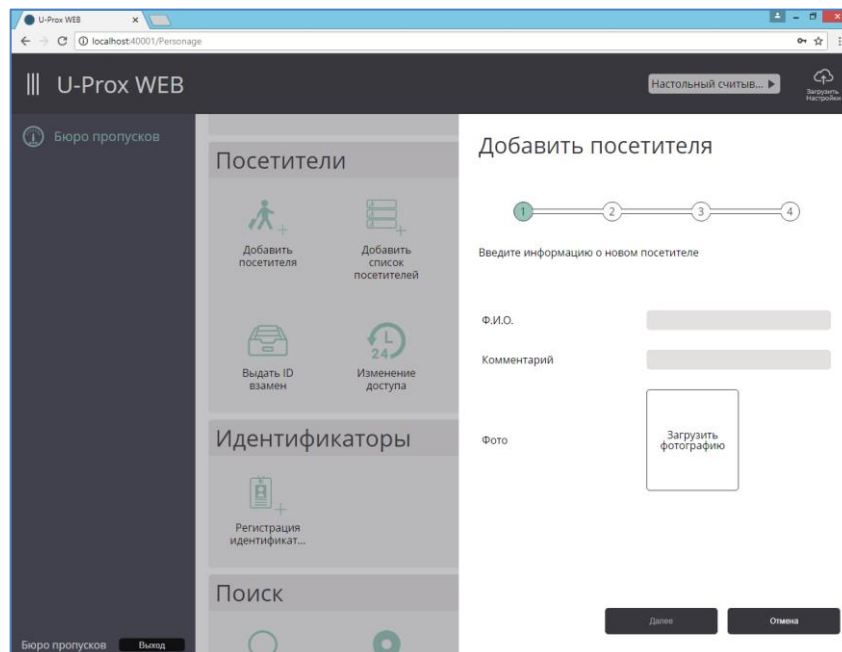 U-Prox WEB
localhost:40001/Personage
U-Prox WEB
Настольный считыв...
Загрузить
Настройки
Бюро пропусков
Посетители
Добавить
посетителя
Добавить
список
посетителей
Выдать ID
взамен
24
Изменение
доступа
Идентификаторы
Регистрация
идентификат...
Поиск
Добавить посетителя
1
2
3
4
Введите информацию о новом посетителе
Ф.И.О.
Комментарий
Фото
Загрузить
фотографию
Далее
Отмена
Бюро пропусков
Выход